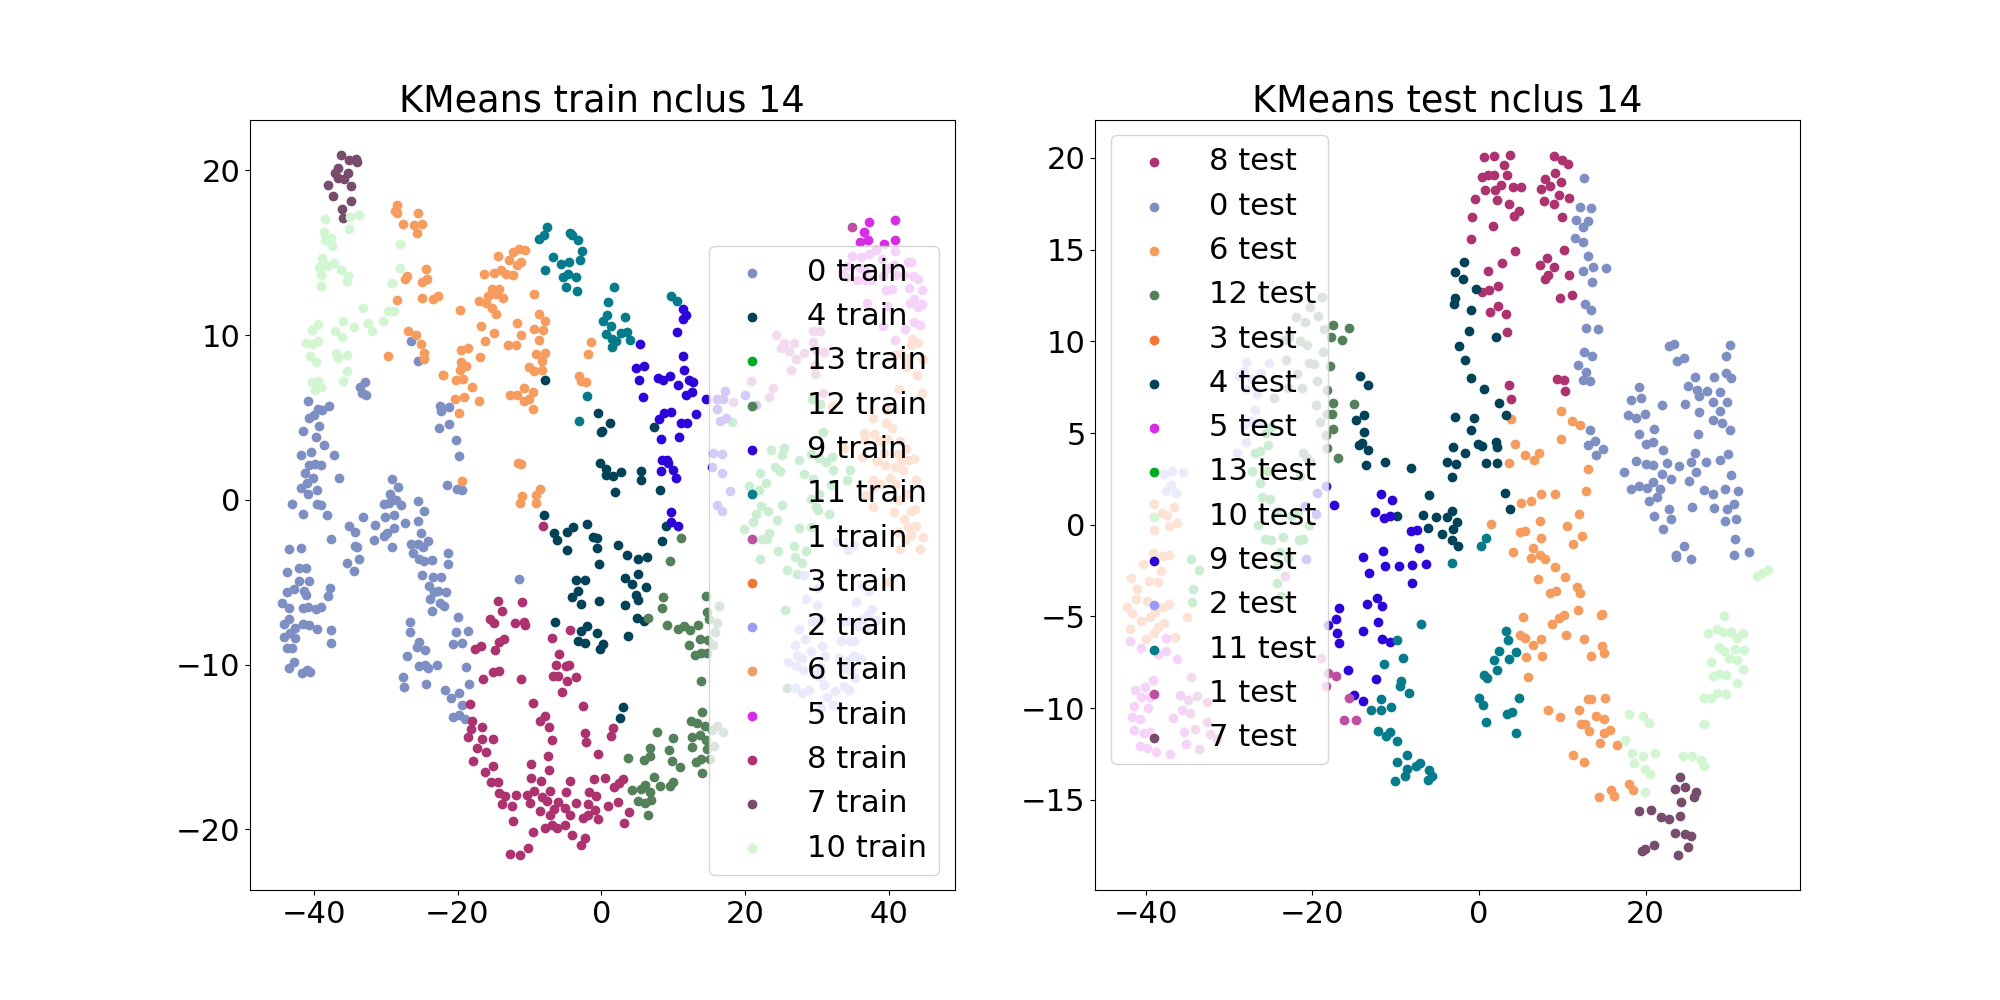 KMeans train nclus 14
20
10
0
−10
−20
−40
−20
0
20
40
0 train
4 train
13 train
12 train
9 train
11 train
1 train
3 train
2 train
6 train
5 train
8 train
7 train
10 train
KMeans test nclus 14
20
15
10
5
0
−5
−10
−15
−40
−20
0
20
8 test
0 test
6 test
12 test
3 test
4 test
5 test
13 test
10 test
9 test
2 test
11 test
1 test
7 test